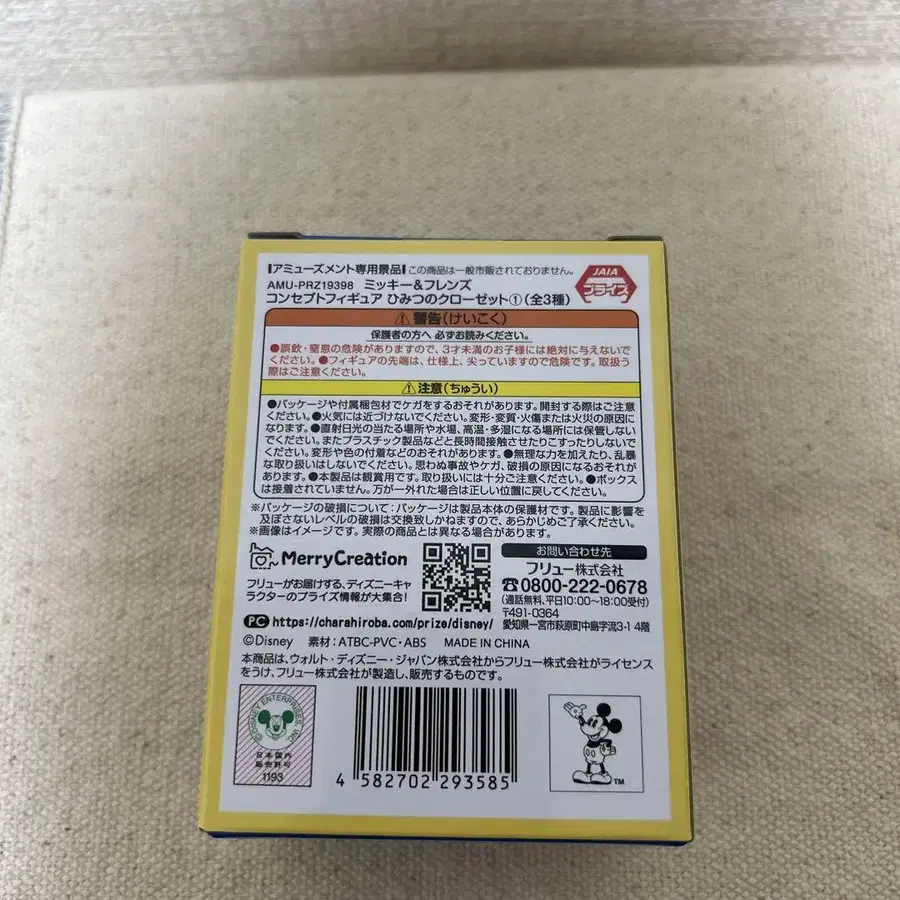 アミューズメント専用景品 この商品は一般市販されておりません。
JAIA
プライズ
AMU-PRZ19398 ミッキー&フレンズ
コンセプトフィギュア ひみつのクローゼット①(全3種)
⚠警告(けいこく)
保護者の方へ 必ずお読みください。
●誤飲・窒息の危険がありますので、3才未満のお子様には絶対に与えないで
ください。●フィギュアの先端は、仕様上、尖っていますので危険です。取扱う
際はご注意ください。
⚠注意(ちゅうい)
●パッケージや付属梱包材でケガをするおそれがあります。開封する際はご注意
ください。●火気には近づけないでください。変形・変質・火傷または火災の原因に
なります。●直射日光の当たる場所や水場、高温・多湿になる場所には保管しない
でください。またプラスチック製品などと長時間接触させたりこすったりしないで
ください。変形や色の付着などのおそれがあります。●無理な力を加えたり、乱暴
な取り扱いはしないでください。思わぬ事故やケガ、破損の原因になるおそれが
あります。●本製品は観賞用です。取り扱いには十分ご注意ください。●ボックス
は接着されていません。万が一外れた場合は正しい位置に戻してください。
※パッケージの破損について:パッケージは製品本体の保護材です。製品に影響を
及ぼさないレベルの破損は交換致しかねますので、あらかじめご了承ください。
※画像はイメージです。実際の商品とは異なる場合があります。
MerryCreation
フリューがお届けする、ディズニーキャ
ラクターのプライズ情報が大集合!
お問い合わせ先
フリュー株式会社
☎0800-222-0678
(通話無料、平日10:00〜18:00受付)
〒491-0364
愛知県一宮市萩原町中島字流3-1 4階
PC https://charahiroba.com/prize/disney/
©Disney 素材:ATBC-PVC・ABS MADE IN CHINA
本商品は、ウォルト・ディズニー・ジャパン株式会社からフリュー株式会社がライセンス
をうけ、フリュー株式会社が製造し、販売するものです。
©DISNEY ENTERPRISES, INC.
日本国内
販売許可
1193
4 582702 293585
TM